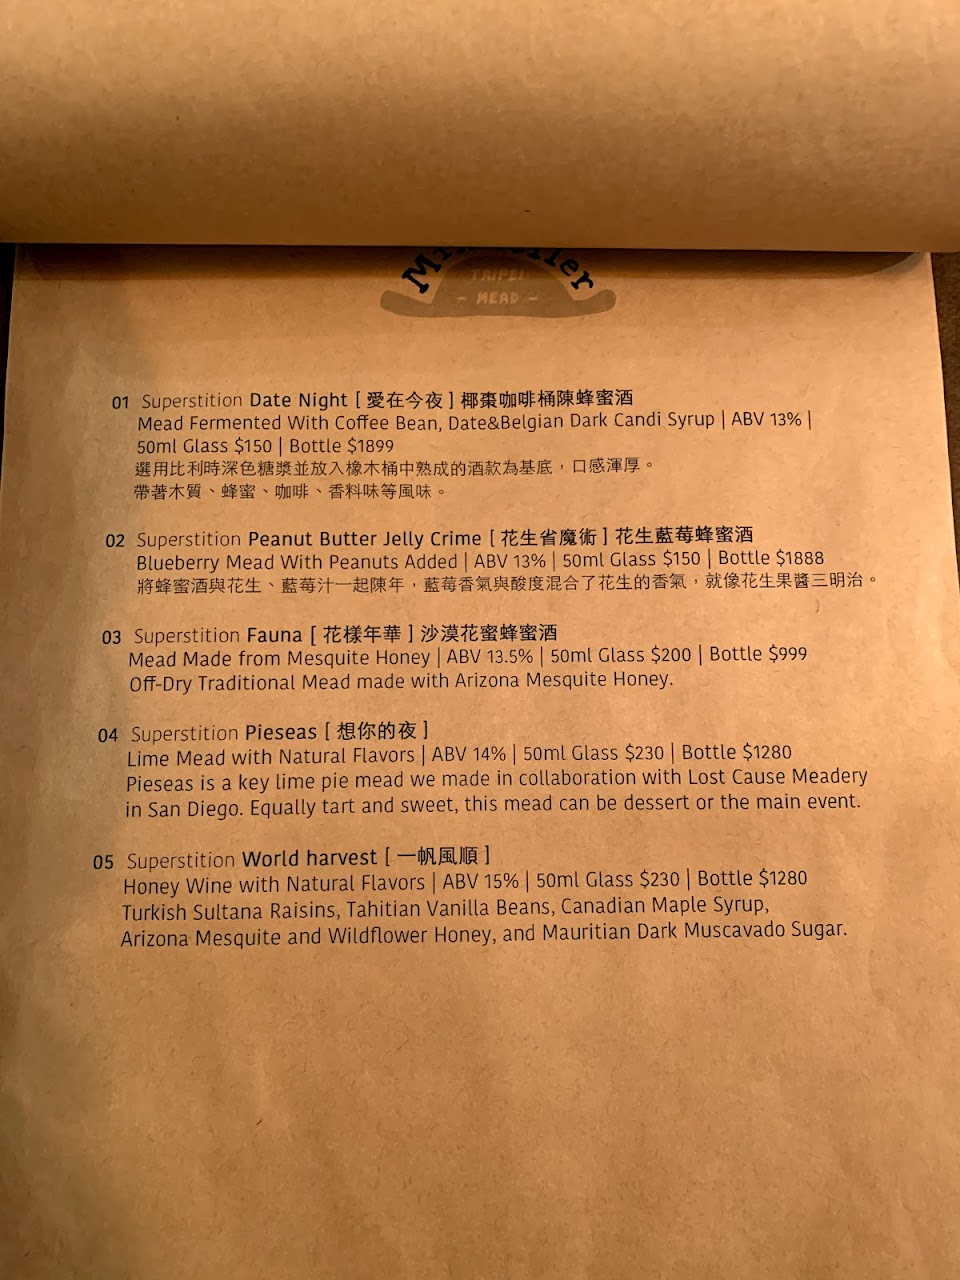 TAIPEI
- MEAD -
01 Superstition Date Night [ 愛在今夜 ] 椰棗咖啡桶陳蜂蜜酒
Mead Fermented With Coffee Bean, Date&Belgian Dark Candi Syrup | ABV 13% |
50ml Glass $150 | Bottle $1899
選用比利時深色糖漿並放入橡木桶中熟成的酒款為基底，口感渾厚。
帶著木質、蜂蜜、咖啡、香料味等風味。
02 Superstition Peanut Butter Jelly Crime [ 花生省魔術 ] 花生藍莓蜂蜜酒
Blueberry Mead With Peanuts Added | ABV 13% | 50ml Glass $150 | Bottle $1888
將蜂蜜酒與花生、藍莓汁一起陳年，藍莓香氣與酸度混合了花生的香氣，就像花生果醬三明治。
03 Superstition Fauna [ 花樣年華 ] 沙漠花蜜蜂蜜酒
Mead Made from Mesquite Honey | ABV 13.5% | 50ml Glass $200 | Bottle $999
Off-Dry Traditional Mead made with Arizona Mesquite Honey.
04 Superstition Pieseas [ 想你的夜 ]
Lime Mead with Natural Flavors | ABV 14% | 50ml Glass $230 | Bottle $1280
Pieseas is a key lime pie mead we made in collaboration with Lost Cause Meadery
in San Diego. Equally tart and sweet, this mead can be dessert or the main event.
05 Superstition World harvest [ 一帆風順 ]
Honey Wine with Natural Flavors | ABV 15% | 50ml Glass $230 | Bottle $1280
Turkish Sultana Raisins, Tahitian Vanilla Beans, Canadian Maple Syrup,
Arizona Mesquite and Wildflower Honey, and Mauritian Dark Muscavado Sugar.